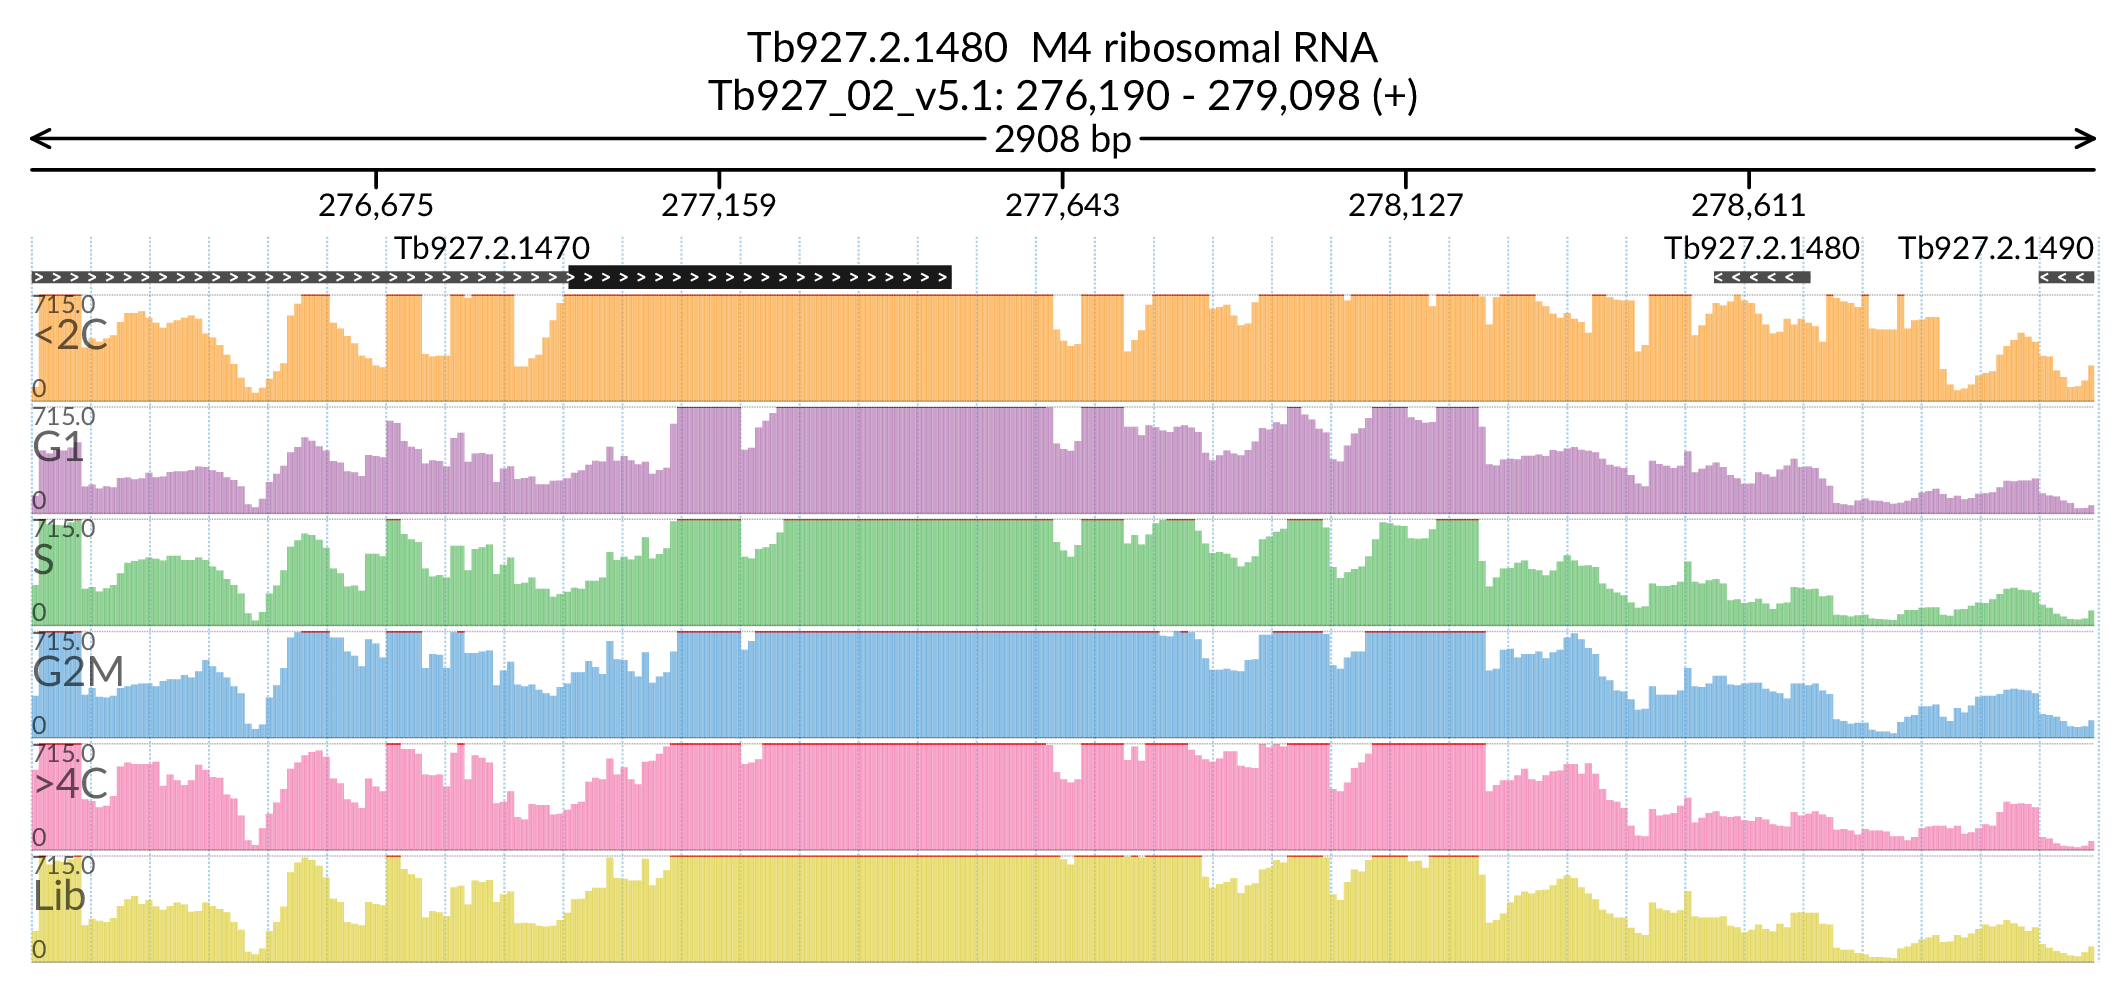 Tb927.2.1480  M4 ribosomal RNA
Tb927_02_v5.1: 276,190 - 279,098 (+)
2908 bp
276,675 277,159 277,643 278,127 278,611
Tb927.2.1470 Tb927.2.1480 Tb927.2.1490
715.0
<2C
0
715.0
G1
0
715.0
S
0
715.0
G2M
0
715.0
>4C
0
715.0
Lib
0